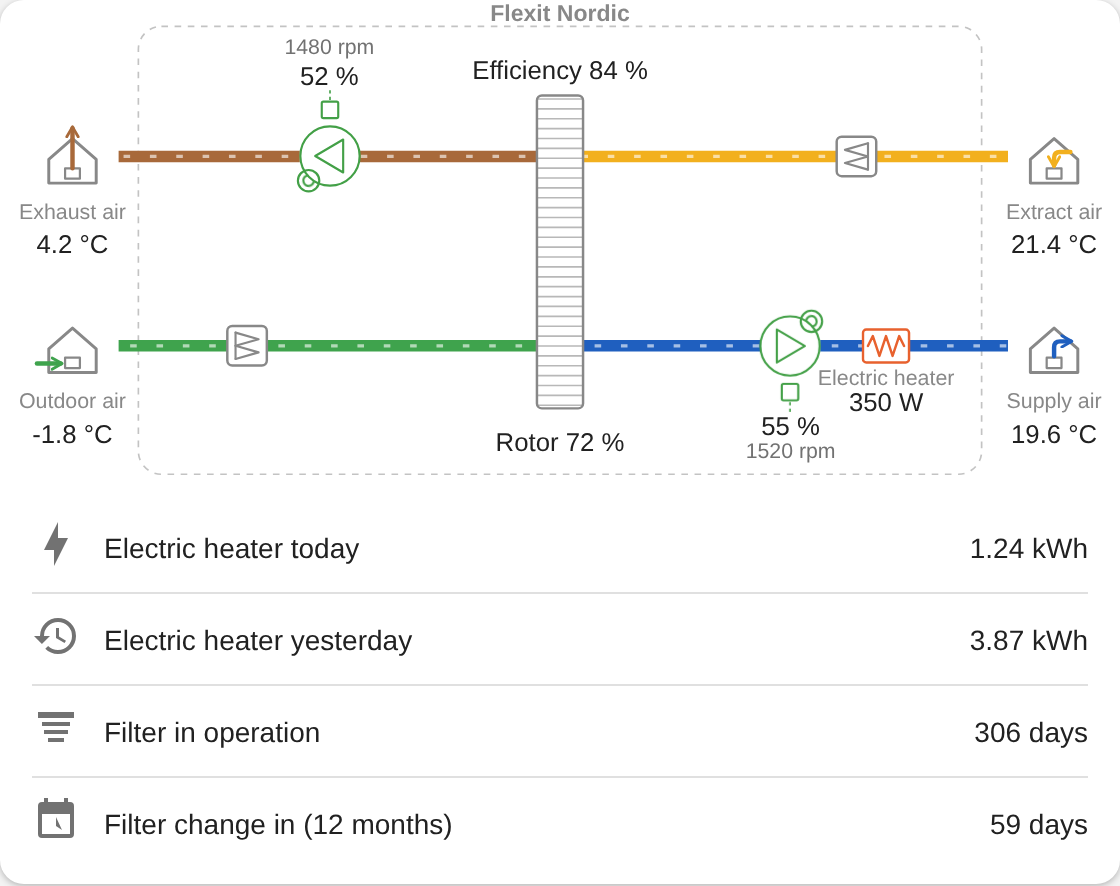 Flexit Nordic
1480 rpm
52 %
Efficiency 84 %
Exhaust air
4.2 °C
Extract air
21.4 °C
Outdoor air
-1.8 °C
Electric heater
350 W
Supply air
19.6 °C
55 %
1520 rpm
Rotor 72 %
Electric heater today
1.24 kWh
Electric heater yesterday
3.87 kWh
Filter in operation
306 days
Filter change in (12 months)
59 days